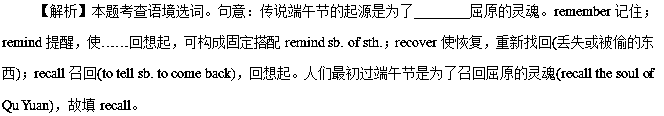 【解析】本题考查语境选词。句意：传说端午节的起源是为了________屈原的灵魂。remember 记住；
remind 提醒，使……回想起，可构成固定搭配 remind sb. of sth.；recover 使恢复，重新找回(丢失或被偷的东
西)；recall 召回(to tell sb. to come back)，回想起。人们最初过端午节是为了召回屈原的灵魂(recall the soul of
Qu Yuan)，故填 recall。